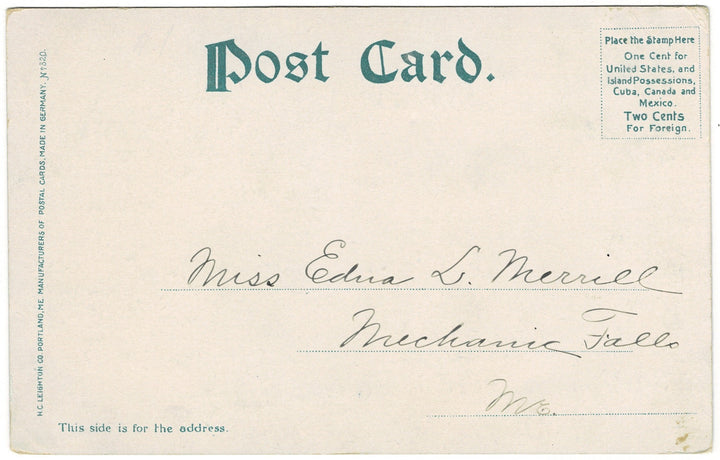 Post Card.
Place the Stamp Here
One Cent for
United States, and
Island Possessions,
Cuba, Canada and
Mexico.
Two Cents
For Foreign.
Miss Edna L. Merrill
Mechanic Falls
Me.
This side is for the address.
H.C. LEIGHTON CO. PORTLAND, ME. MANUFACTURERS OF POSTAL CARDS, MADE IN GERMANY. Nº 320.